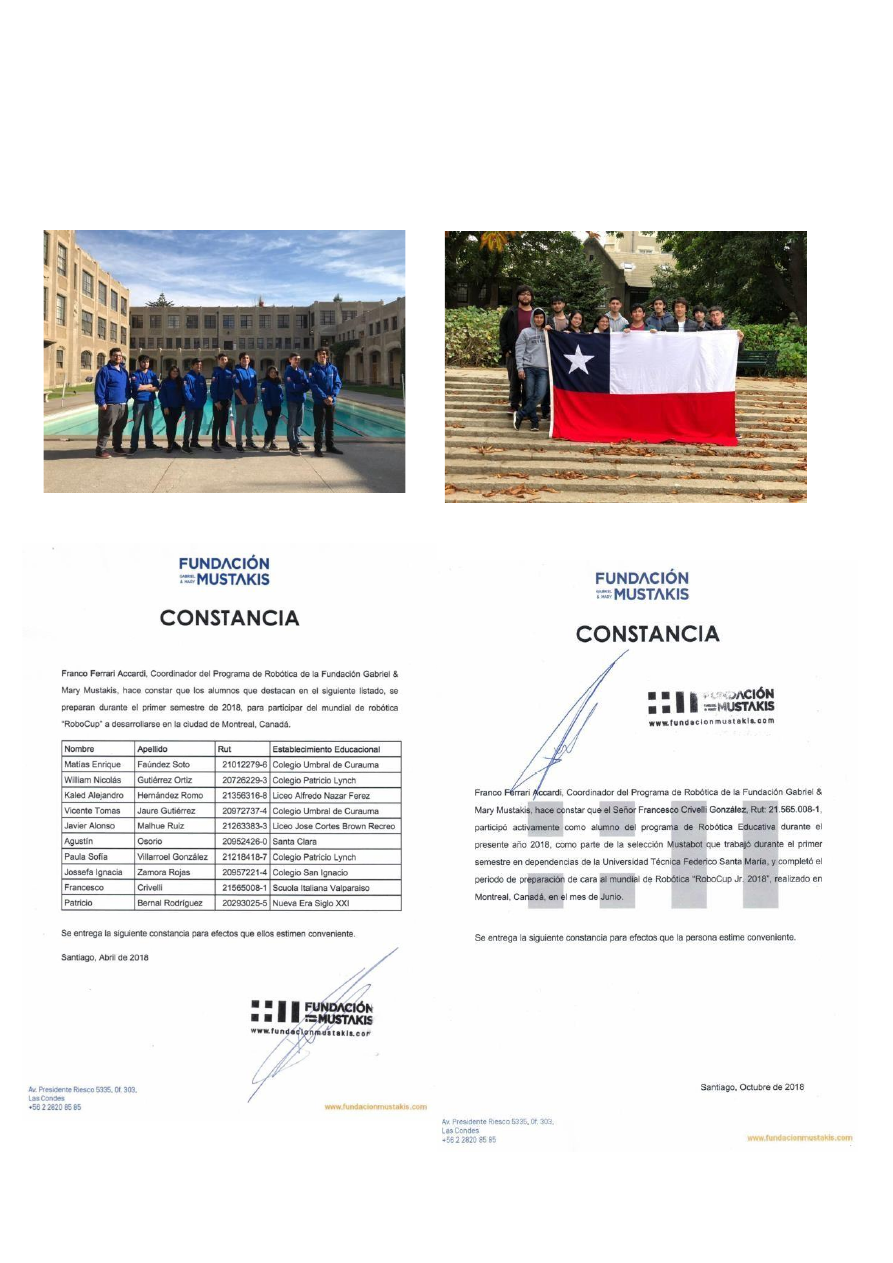 FUNDACIÓN
GABRIEL & MARY MUSTAKIS
CONSTANCIA
Franco Ferrari Accardi, Coordinador del Programa de Robótica de la Fundación Gabriel &
Mary Mustakis, hace constar que los alumnos que destacan en el siguiente listado, se
preparan durante el primer semestre de 2018, para participar del mundial de robótica
"RoboCup" a desarrollarse en la ciudad de Montreal, Canadá.
Nombre Apellido Rut Establecimiento Educacional
Matías Enrique Faúndez Soto 21012279-6 Colegio Umbral de Curauma
William Nicolás Gutiérrez Ortiz 20726229-3 Colegio Patricio Lynch
Kaled Alejandro Hernández Romo 21356316-8 Liceo Alfredo Nazar Ferez
Vicente Tomas Jaure Gutiérrez 20972737-4 Colegio Umbral de Curauma
Javier Alonso Malhue Ruiz 21263383-3 Liceo Jose Cortes Brown Recreo
Agustín Osorio 20952426-0 Santa Clara
Paula Sofía Villarroel González 21218418-7 Colegio Patricio Lynch
Jossefa Ignacia Zamora Rojas 20957221-4 Colegio San Ignacio
Francesco Crivelli 21565008-1 Scuola Italiana Valparaiso
Patricio Bernal Rodríguez 20293025-5 Nueva Era Siglo XXI
Se entrega la siguiente constancia para efectos que ellos estimen conveniente.
Santiago, Abril de 2018
FUNDACIÓN
MUSTAKIS
www.fundacionmustakis.com
Av. Presidente Riesco 5335, Of. 303,
Las Condes
+56 2 2820 85 85
www.fundacionmustakis.com
FUNDACIÓN
GABRIEL & MARY MUSTAKIS
CONSTANCIA
FUNDACIÓN
MUSTAKIS
www.fundacionmustakis.com
Franco Ferrari Accardi, Coordinador del Programa de Robótica de la Fundación Gabriel &
Mary Mustakis, hace constar que el Señor Francesco Crivelli González, Rut: 21.565.008-1,
participó activamente como alumno del programa de Robótica Educativa durante el
presente año 2018, como parte de la selección Mustabot que trabajó durante el primer
semestre en dependencias de la Universidad Técnica Federico Santa María, y completó el
periodo de preparación de cara al mundial de Robótica "RoboCup Jr. 2018", realizado en
Montreal, Canadá, en el mes de Junio.
Se entrega la siguiente constancia para efectos que la persona estime conveniente.
Santiago, Octubre de 2018
Av. Presidente Riesco 5335, Of. 303,
Las Condes
+56 2 2820 85 85
www.fundacionmustakis.com